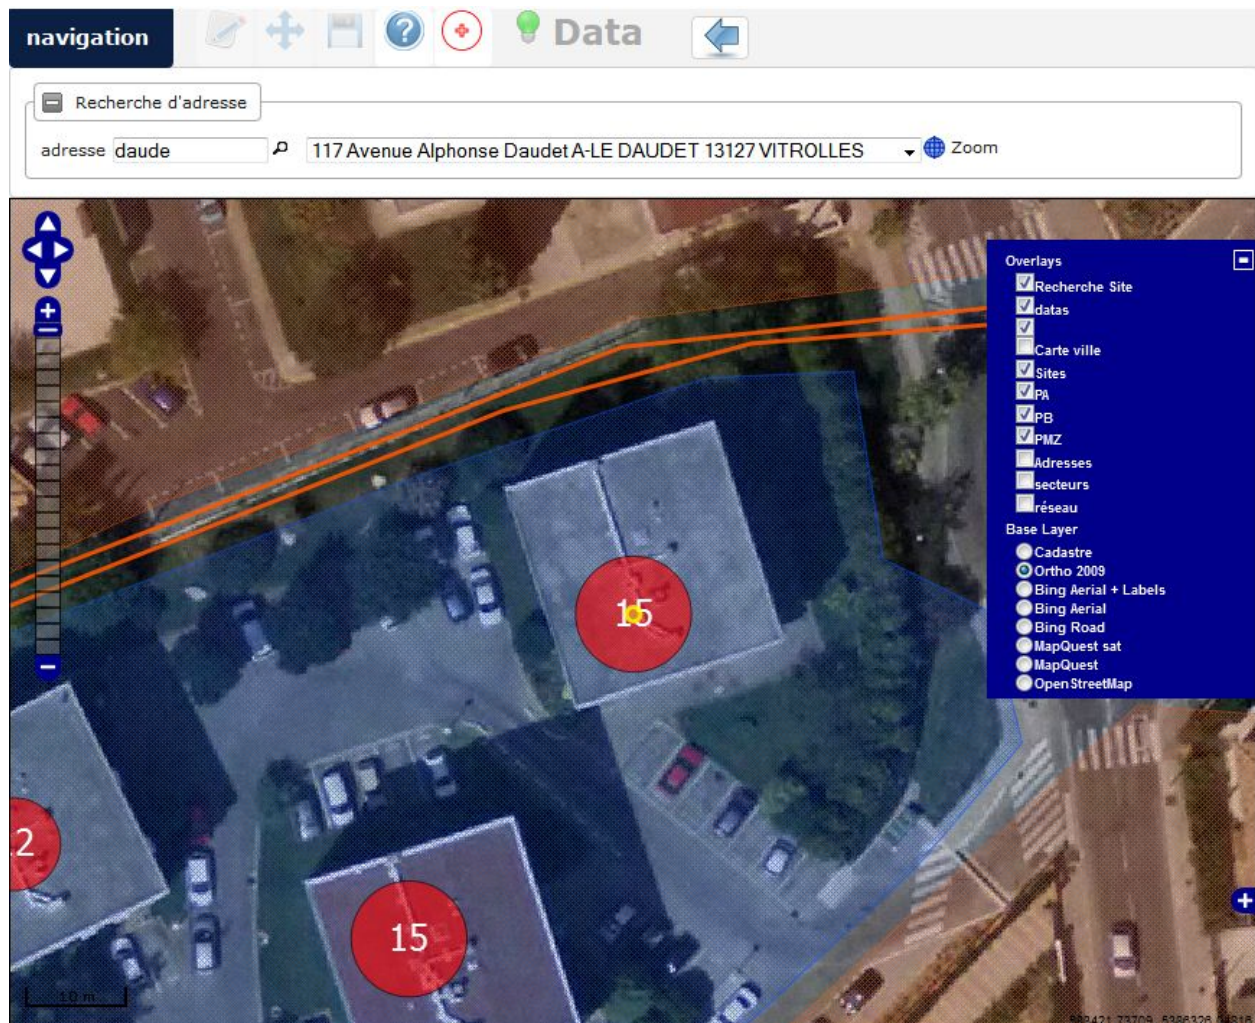 navigation
Data
Recherche d'adresse
adresse daude 117 Avenue Alphonse Daudet A-LE DAUDET 13127 VITROLLES Zoom
Overlays
Recherche Site
datas
Carte ville
Sites
PA
PB
PMZ
Adresses
secteurs
réseau
Base Layer
Cadastre
Ortho 2009
Bing Aerial + Labels
Bing Aerial
Bing Road
MapQuest sat
MapQuest
OpenStreetMap
15
2
15
10 m